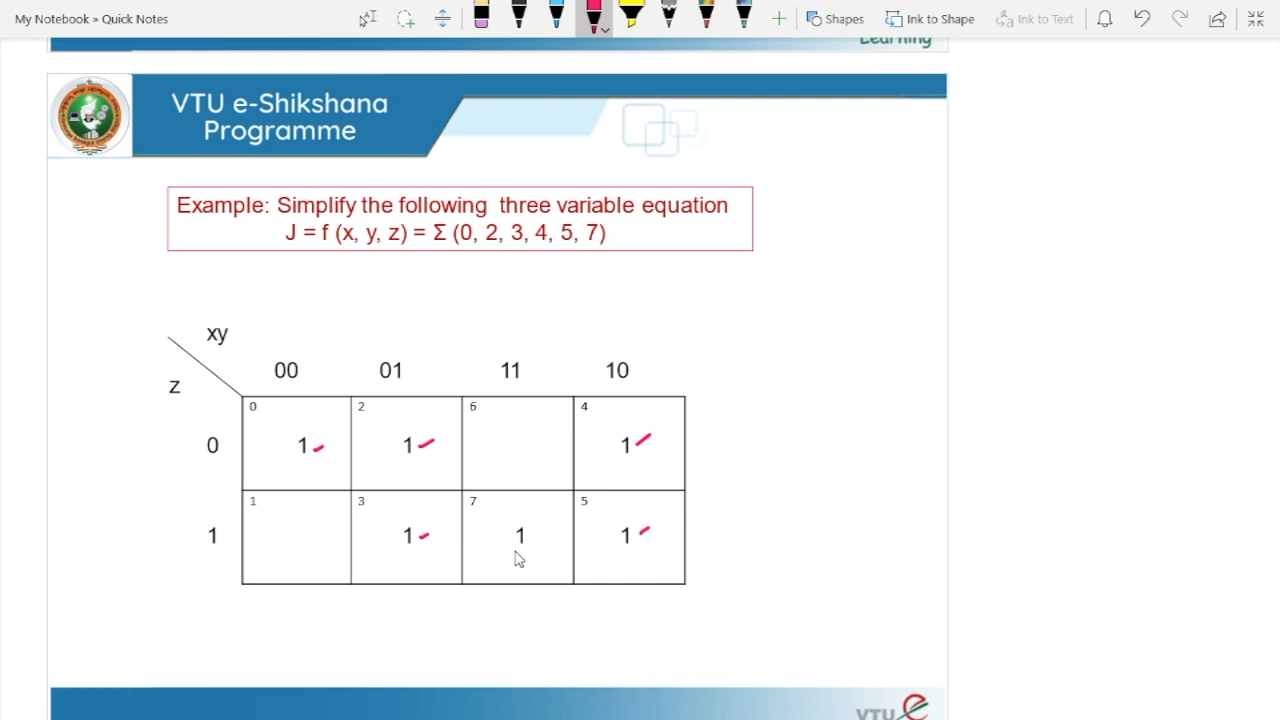 My Notebook » Quick Notes
Shapes
Ink to Shape
Ink to Text
Learning
VTU e-Shikshana
Programme
Example: Simplify the following three variable equation
J = f (x, y, z) = Σ (0, 2, 3, 4, 5, 7)
xy
00 01 11 10
z
0 2 6 4
0 1 1 1
1 3 7 5
1 1 1 1
VTU e